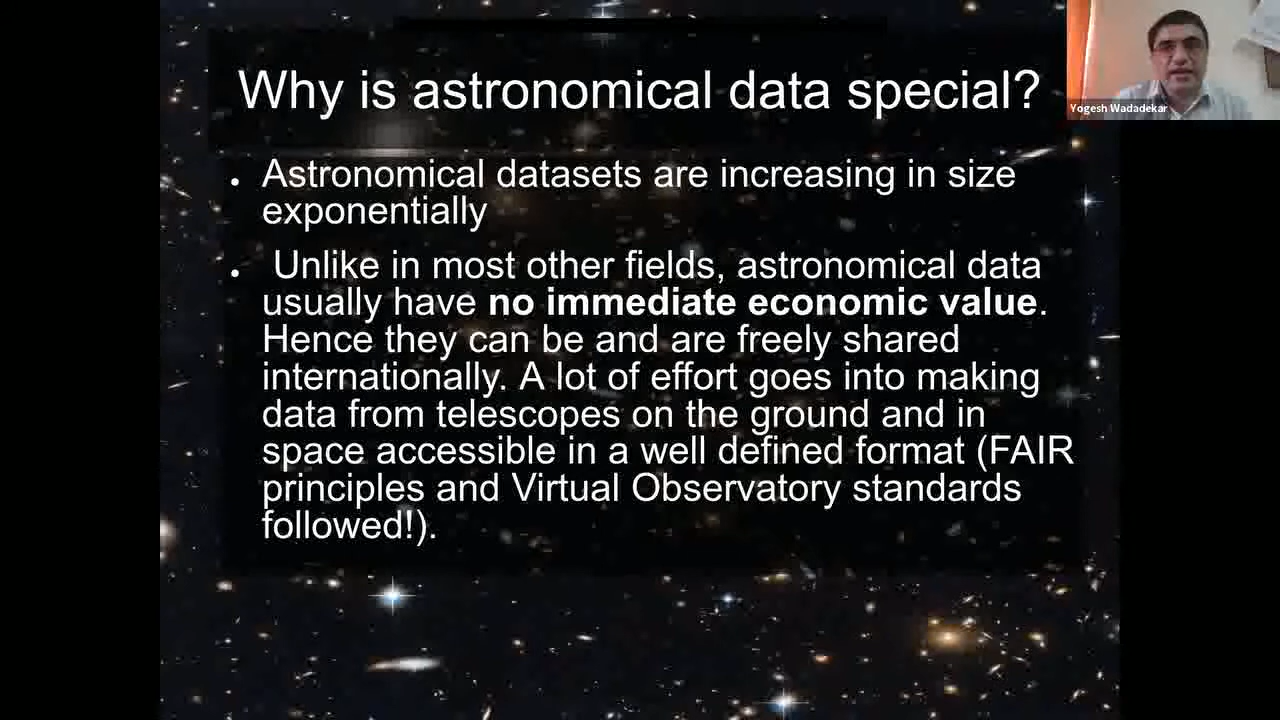 Why is astronomical data special?
Yogesh Wadadekar
• Astronomical datasets are increasing in size
exponentially
• Unlike in most other fields, astronomical data
usually have no immediate economic value.
Hence they can be and are freely shared
internationally. A lot of effort goes into making
data from telescopes on the ground and in
space accessible in a well defined format (FAIR
principles and Virtual Observatory standards
followed!).